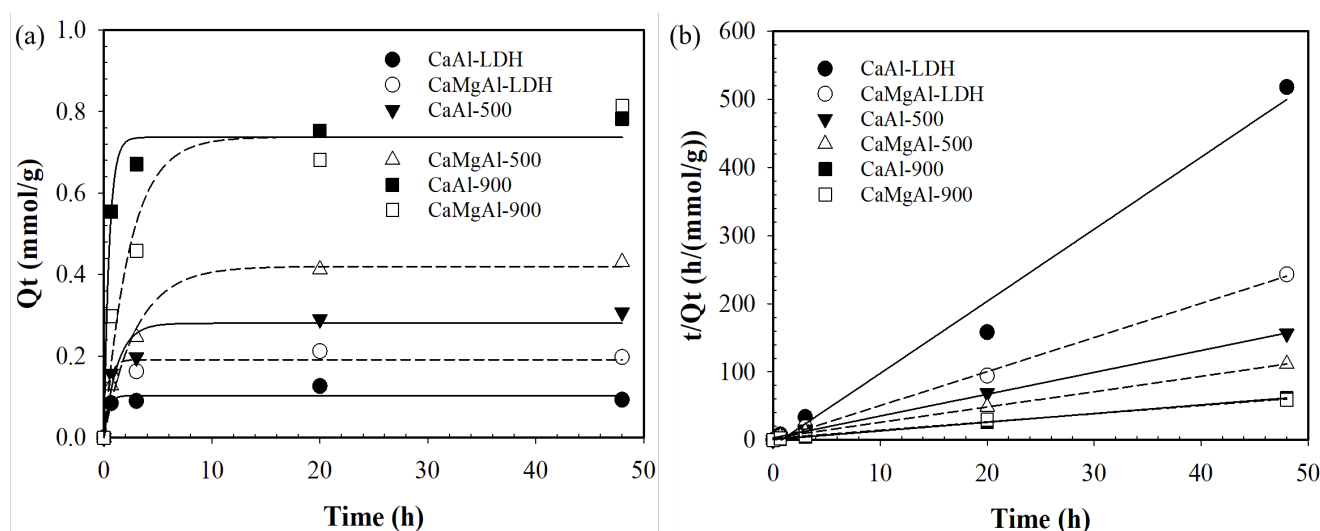 (a)
Qt (mmol/g)
1.0
0.8
0.6
0.4
0.2
0.0
CaAl-LDH
CaMgAl-LDH
CaAl-500
CaMgAl-500
CaAl-900
CaMgAl-900
0 10 20 30 40 50
Time (h)
(b)
t/Qt (h/(mmol/g))
600
500
400
300
200
100
0
CaAl-LDH
CaMgAl-LDH
CaAl-500
CaMgAl-500
CaAl-900
CaMgAl-900
0 10 20 30 40 50
Time (h)